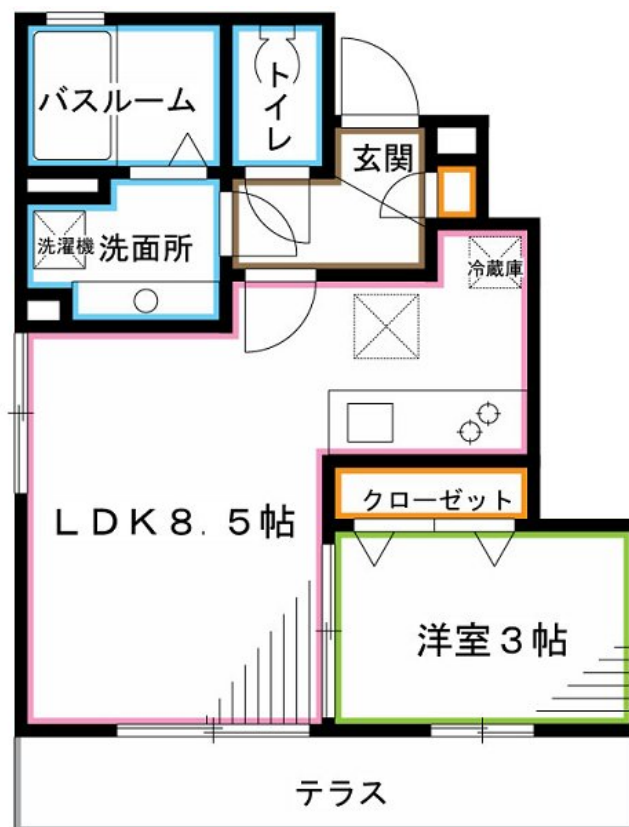 バスルーム
トイレ
玄関
洗濯機
洗面所
冷蔵庫
LDK8.5帖
クローゼット
洋室3帖
テラス